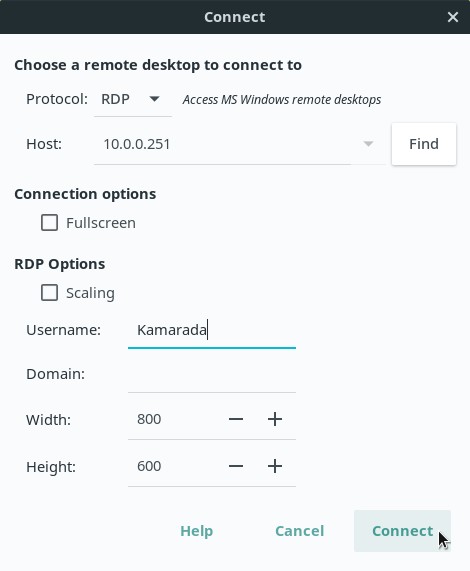 Connect
Choose a remote desktop to connect to
Protocol: RDP Access MS Windows remote desktops
Host: 10.0.0.251 Find
Connection options
Fullscreen
RDP Options
Scaling
Username: Kamarada
Domain:
Width: 800
Height: 600
Help Cancel Connect